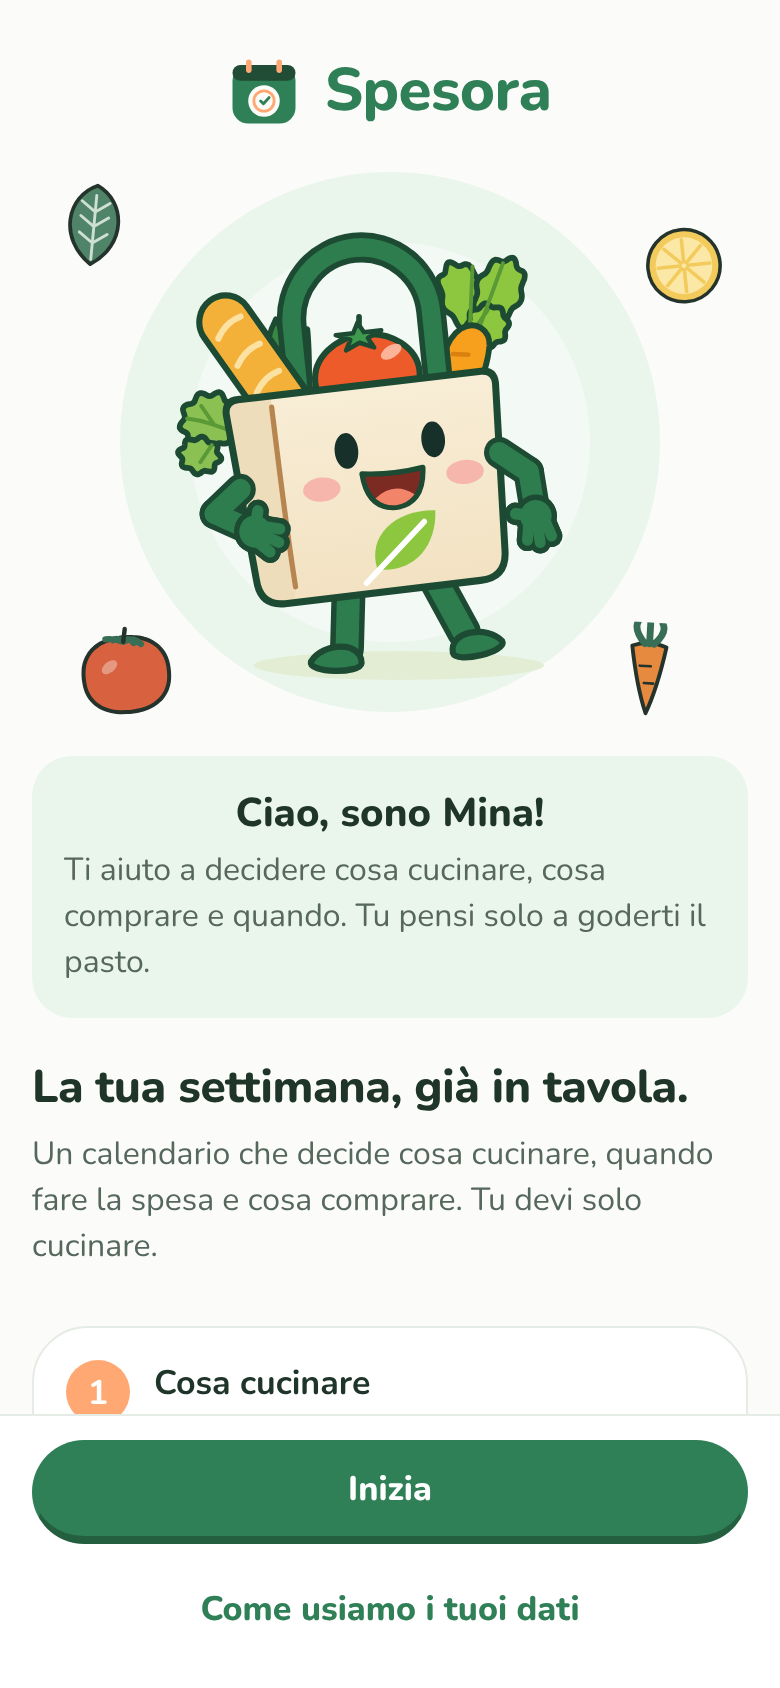 Spesora
Ciao, sono Mina!
Ti aiuto a decidere cosa cucinare, cosa
comprare e quando. Tu pensi solo a goderti il
pasto.
La tua settimana, già in tavola.
Un calendario che decide cosa cucinare, quando
fare la spesa e cosa comprare. Tu devi solo
cucinare.
1
Cosa cucinare
Inizia
Come usiamo i tuoi dati